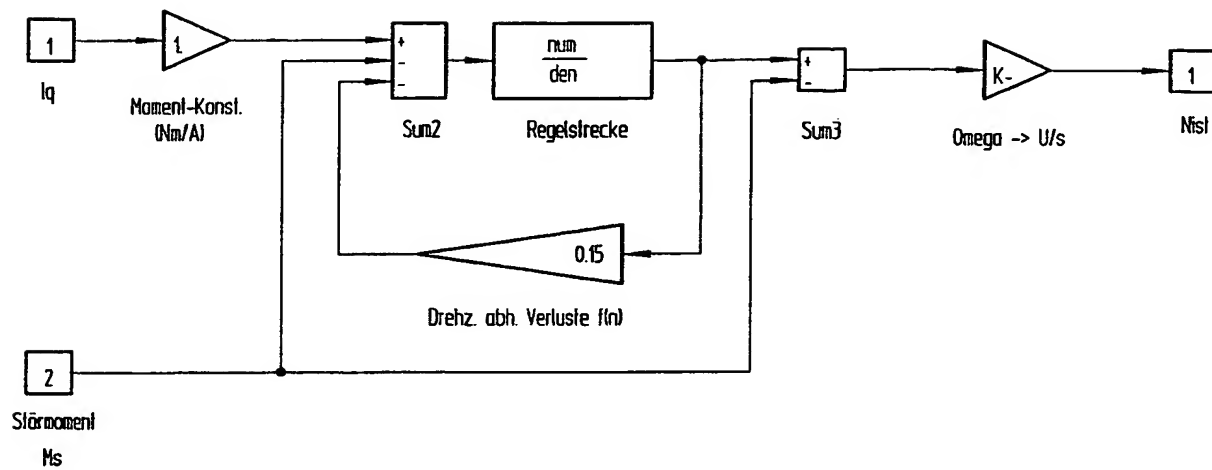 1
Iq
1.
Moment-Konst.
(Nm/A)
+
-
-
Sum2
num
den
Regelstrecke
+
-
Sum3
K-
Omega -> U/s
1
Nist
0.15
Drehz. abh. Verluste f(n)
2
Störmoment
Ms